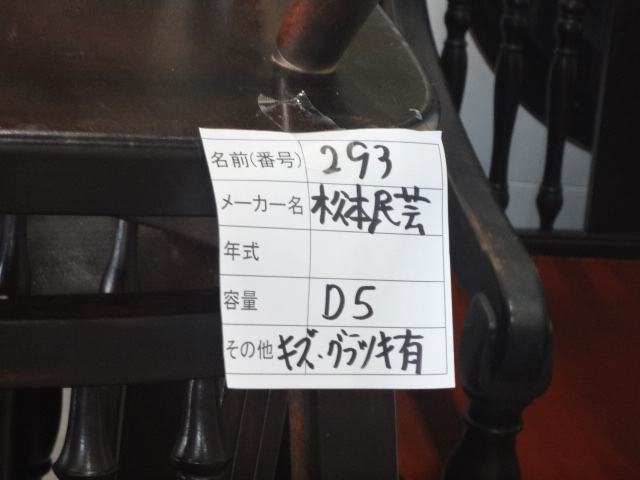 名前(番号) 293
メーカー名 松本民芸
年式
容量 D5
その他 キズ・グラツキ有